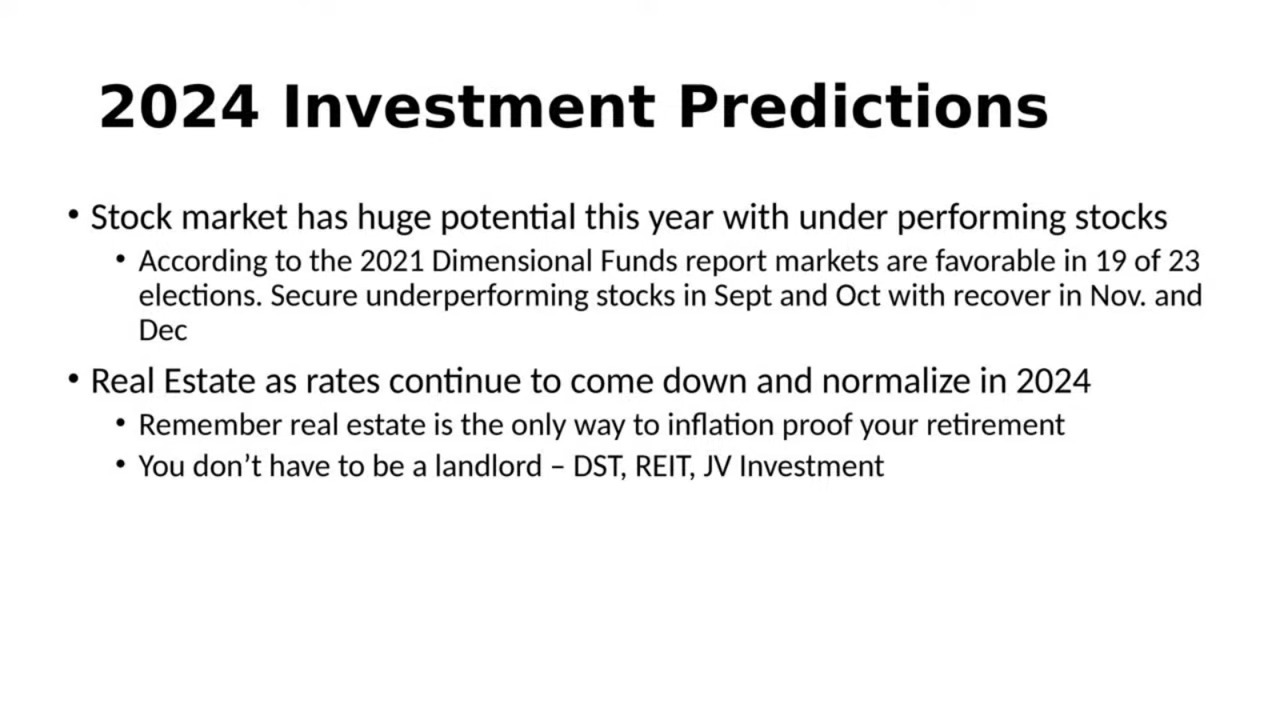 2024 Investment Predictions
• Stock market has huge potential this year with under performing stocks
• According to the 2021 Dimensional Funds report markets are favorable in 19 of 23
elections. Secure underperforming stocks in Sept and Oct with recover in Nov. and
Dec
• Real Estate as rates continue to come down and normalize in 2024
• Remember real estate is the only way to inflation proof your retirement
• You don’t have to be a landlord – DST, REIT, JV Investment